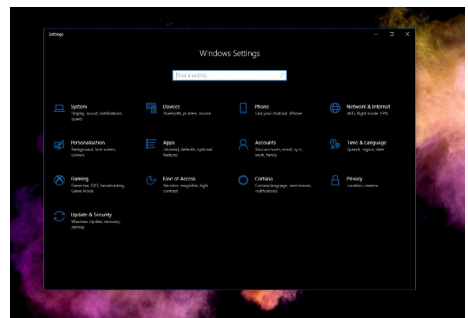 Settings
Windows Settings
Find a setting
System
Display, sound, notifications,
power
Devices
Bluetooth, printers, mouse
Phone
Link your Android, iPhone
Network & Internet
Wi-Fi, flight mode, VPN
Personalisation
Background, lock screen,
colours
Apps
Uninstall, defaults, optional
features
Accounts
Your accounts, email, sync,
work, family
Time & Language
Speech, region, date
Gaming
Game bar, DVR, broadcasting,
Game Mode
Ease of Access
Narrator, magnifier, high
contrast
Cortana
Cortana language, permissions,
notifications
Privacy
Location, camera
Update & Security
Windows Update, recovery,
backup